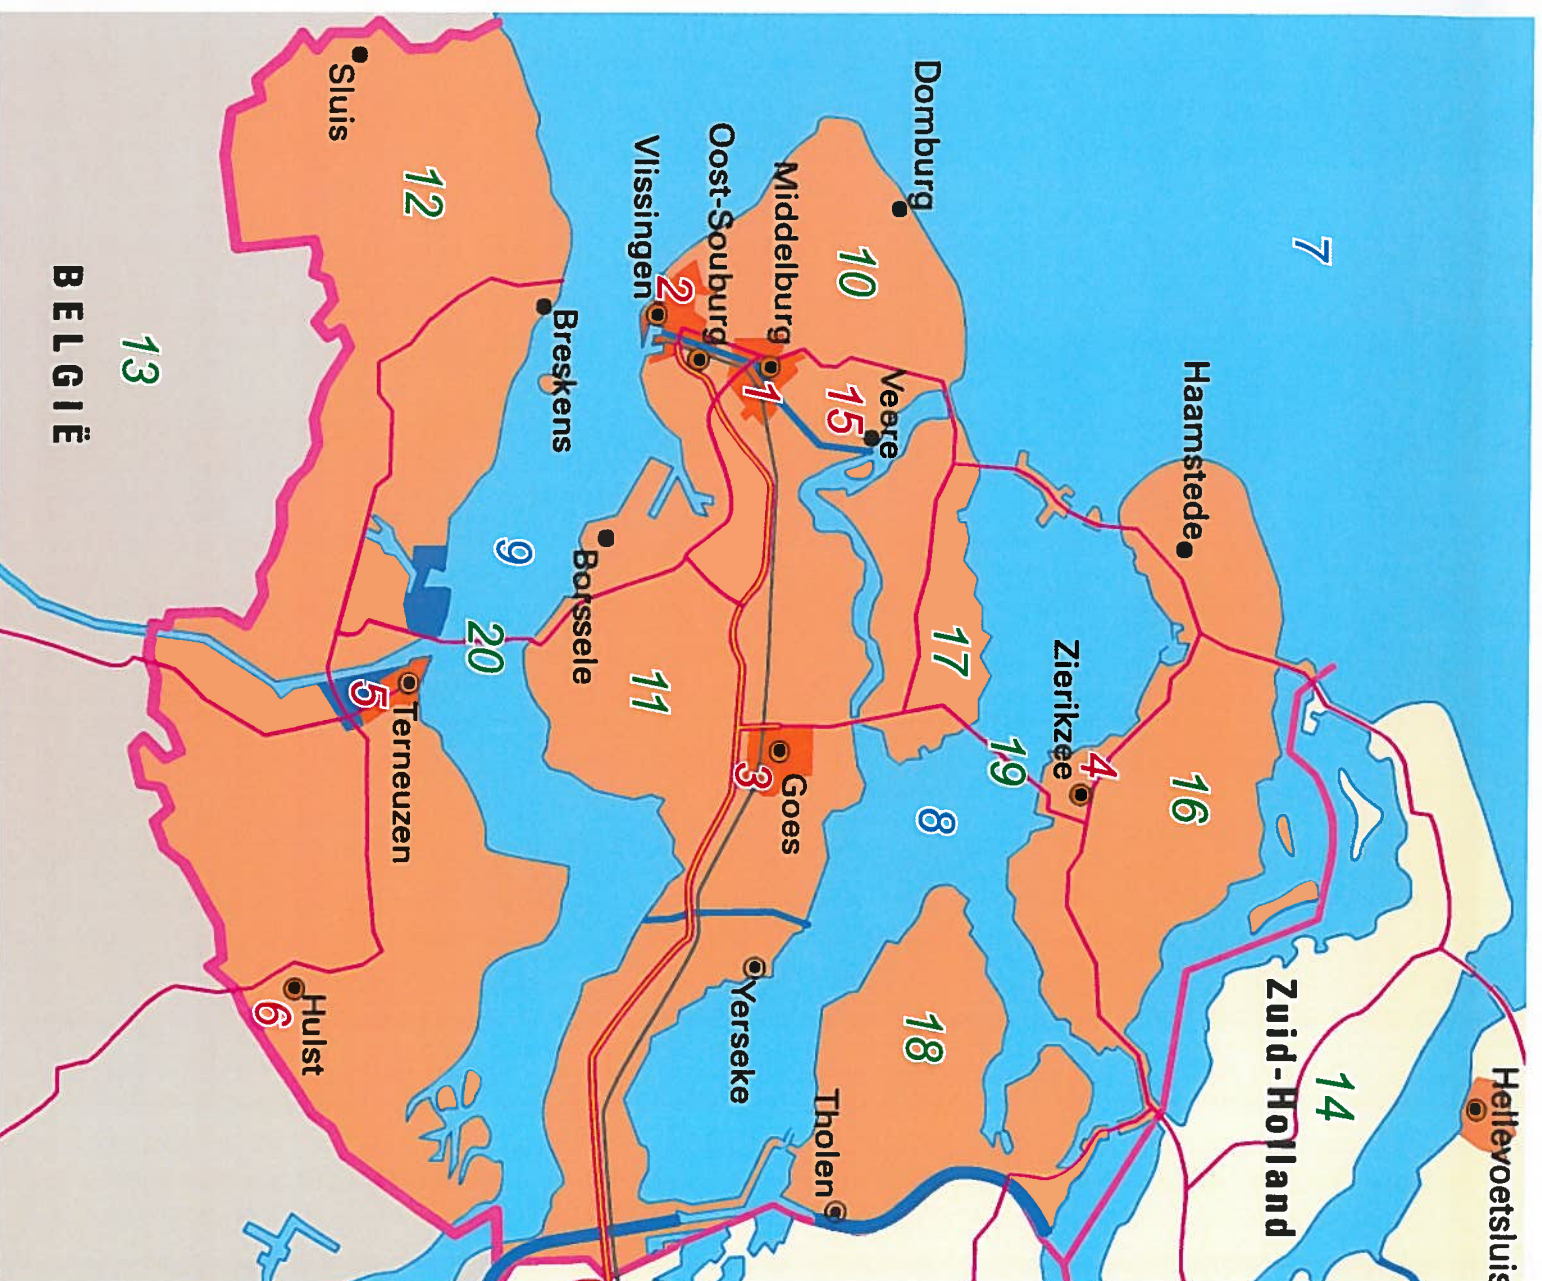 7
Hellevoetsluis
14
Zuid-Holland
Haamstede
16
Zierikzee
4
19
8
17
18
Domburg
10
Veere
15
Middelburg
1
Oost-Souburg
2
Vlissingen
Goes
3
Tholen
Yerseke
11
Borssele
9
20
Breskens
12
Sluis
Terneuzen
5
Hulst
6
13
BELGIË